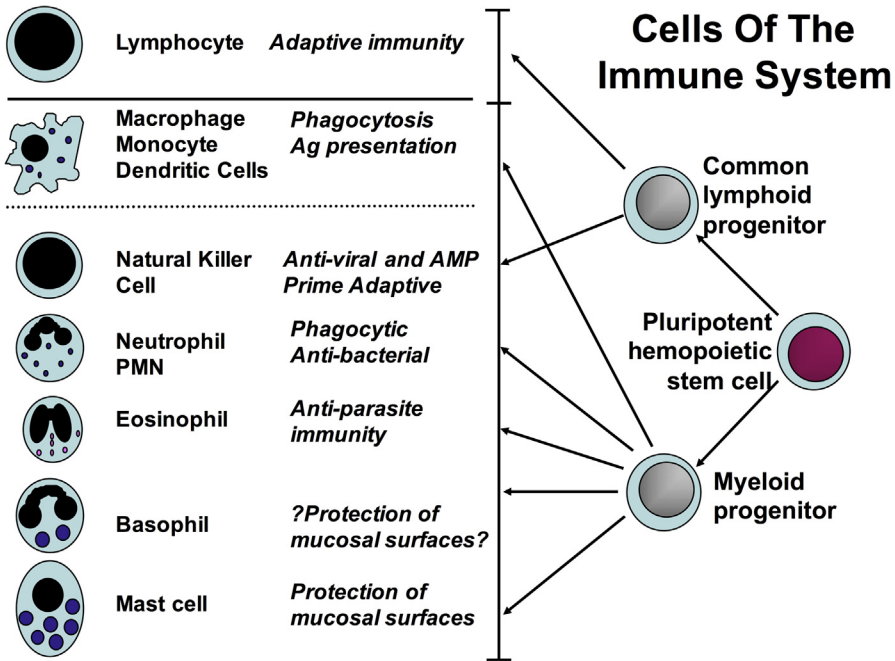 Cells Of The
Immune System
Lymphocyte
Adaptive immunity
Macrophage
Monocyte
Dendritic Cells
Phagocytosis
Ag presentation
Natural Killer
Cell
Anti-viral and AMP
Prime Adaptive
Neutrophil
PMN
Phagocytic
Anti-bacterial
Eosinophil
Anti-parasite
immunity
Basophil
?Protection of
mucosal surfaces?
Mast cell
Protection of
mucosal surfaces
Common
lymphoid
progenitor
Pluripotent
hemopoietic
stem cell
Myeloid
progenitor